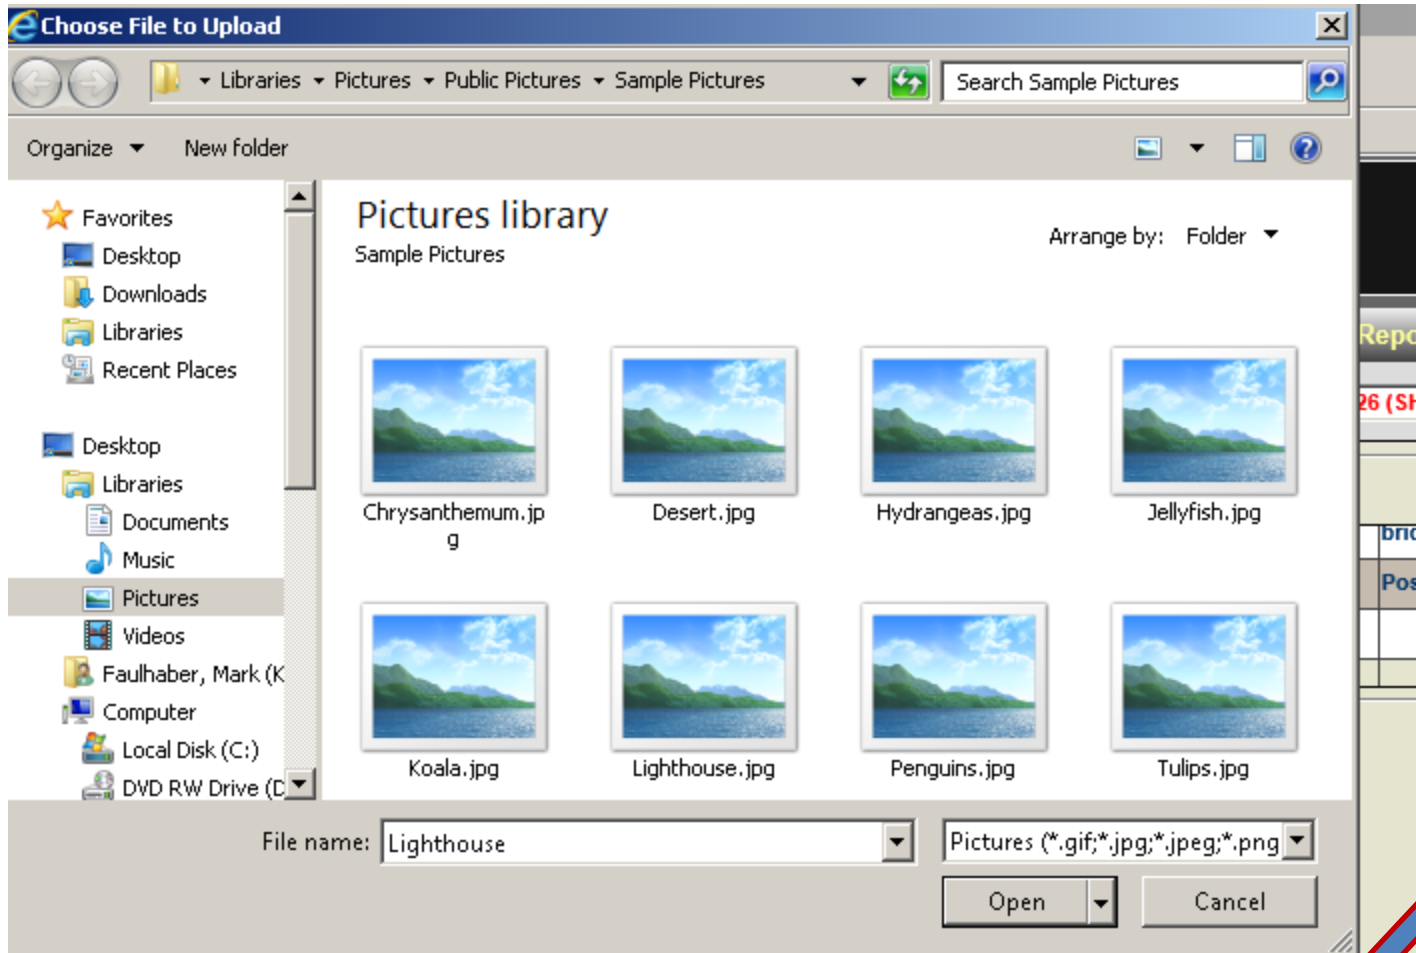 Choose File to Upload
Libraries Pictures Public Pictures Sample Pictures
Search Sample Pictures
Organize New folder
Favorites
Desktop
Downloads
Libraries
Recent Places
Desktop
Libraries
Documents
Music
Pictures
Videos
Faulhaber, Mark (K
Computer
Local Disk (C:)
DVD RW Drive (D
Pictures library
Sample Pictures
Arrange by: Folder
Chrysanthemum.jp
g
Desert.jpg
Hydrangeas.jpg
Jellyfish.jpg
Koala.jpg
Lighthouse.jpg
Penguins.jpg
Tulips.jpg
File name: Lighthouse
Pictures (*.gif;*.jpg;*.jpeg;*.png
Open
Cancel
Repo
26 (SH
Pos